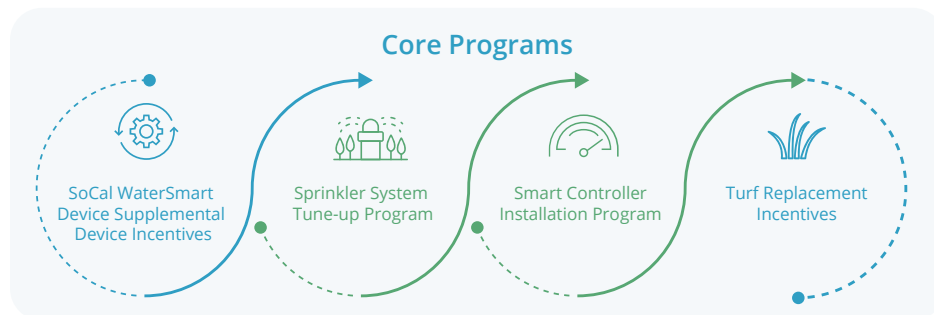 Core Programs
SoCal WaterSmart
Device Supplemental
Device Incentives
Sprinkler System
Tune-up Program
Smart Controller
Installation Program
Turf Replacement
Incentives